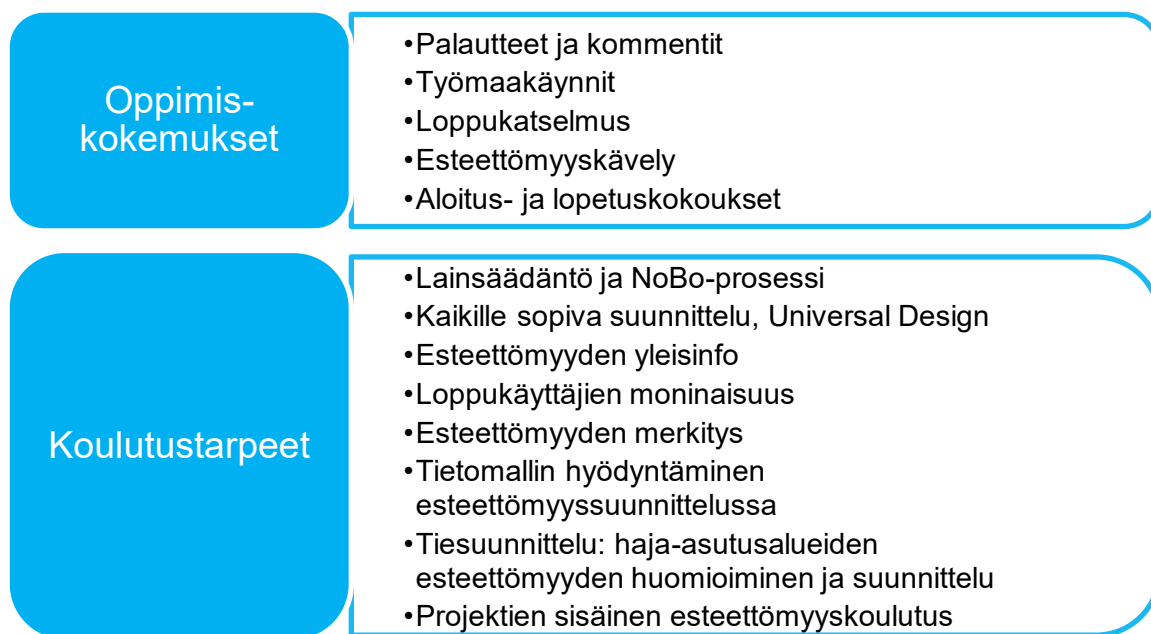 Oppimis-
kokemukset
•Palautteet ja kommentit
•Työmaakäynnit
•Loppukatselmus
•Esteettömyyskävely
•Aloitus- ja lopetuskokoukset
Koulutustarpeet
•Lainsäädäntö ja NoBo-prosessi
•Kaikille sopiva suunnittelu, Universal Design
•Esteettömyyden yleisinfo
•Loppukäyttäjien moninaisuus
•Esteettömyyden merkitys
•Tietomallin hyödyntäminen
esteettömyyssuunnittelussa
•Tiesuunnittelu: haja-asutusalueiden
esteettömyyden huomioiminen ja suunnittelu
•Projektien sisäinen esteettömyyskoulutus